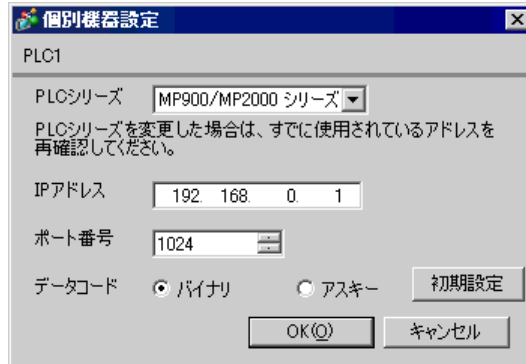 個別機器設定
PLC1
PLCシリーズ MP900/MP2000 シリーズ
PLCシリーズを変更した場合は、すでに使用されているアドレスを
再確認してください。
IPアドレス 192. 168. 0. 1
ポート番号 1024
データコード バイナリ アスキー 初期設定
OK(O) キャンセル